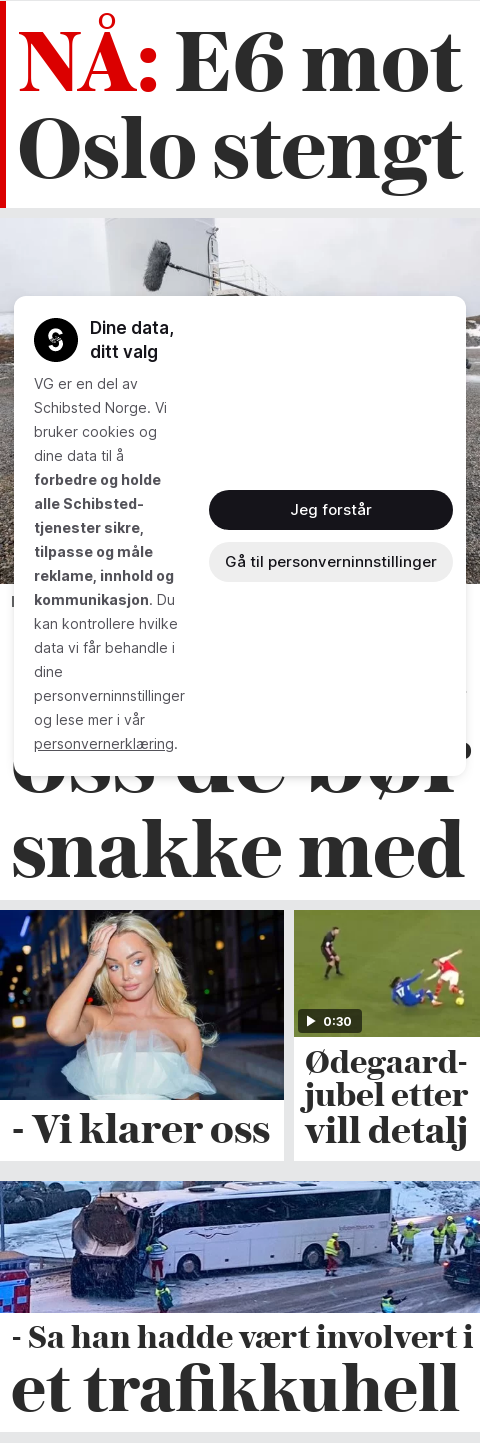 NÅ: E6 mot
Oslo stengt
Dine data,
ditt valg
VG er en del av
Schibsted Norge. Vi
bruker cookies og
dine data til å
forbedre og holde
alle Schibsted-
tjenester sikre,
tilpasse og måle
reklame, innhold og
kommunikasjon. Du
kan kontrollere hvilke
data vi får behandle i
dine
personverninnstillinger
og lese mer i vår
personvernerklæring.
Jeg forstår
Gå til personverninnstillinger
oss de bør
snakke med
0:30
- Vi klarer oss
Ødegaard-
jubel etter
vill detalj
- Sa han hadde vært involvert i
et trafikkuhell